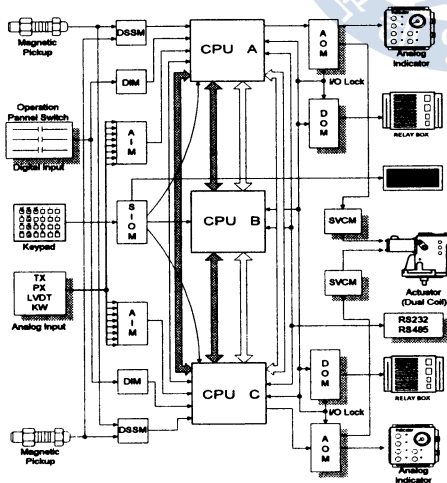 Magnetic
Pickup
DSSM
CPU A
A
O
M
Analog
Indicator
DIM
I/O Lock
Operation
Pannel Switch
Digital Input
A
I
M
D
O
M
RELAY BOX
Keypad
S
I
O
M
CPU B
SVCM
Actuator
(Dual Coil)
TX
PX
LVDT
KW
Analog Input
SVCM
RS232
RS485
A
I
M
DIM
CPU C
D
O
M
RELAY BOX
I/O Lock
DSSM
A
O
M
Magnetic
Pickup
Indicator
Analog
Indicator